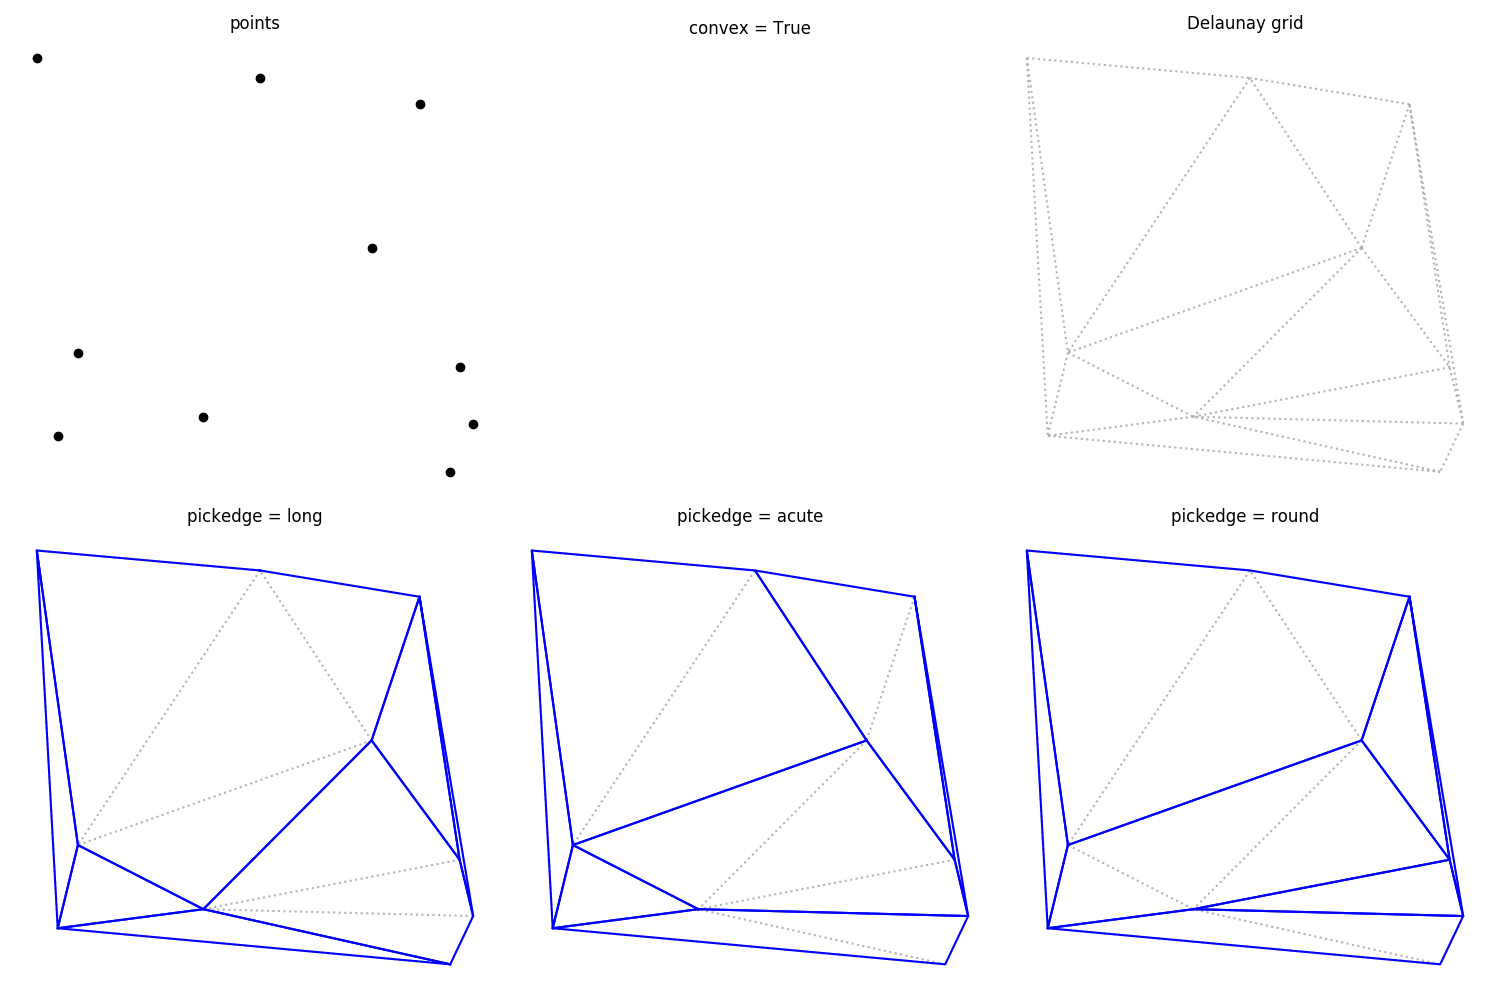 points
convex = True
Delaunay grid
pickedge = long
pickedge = acute
pickedge = round